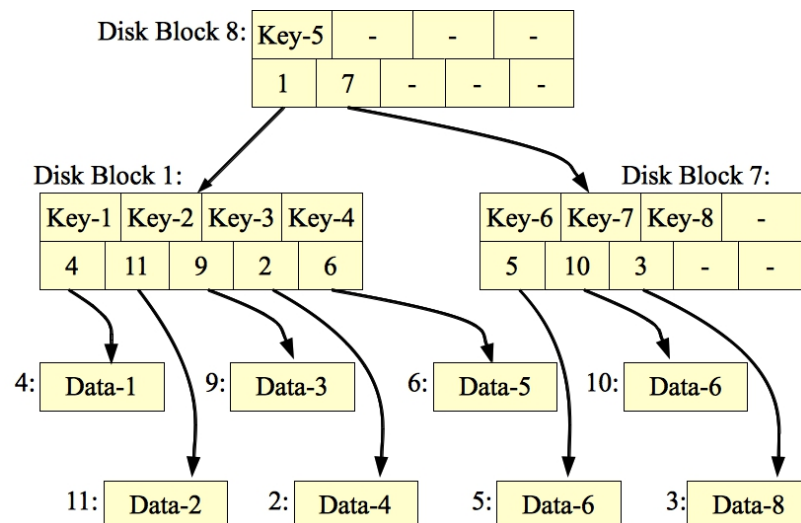 Disk Block 8: Key-5 - - -
1 7 - - -
Disk Block 1: Disk Block 7:
Key-1 Key-2 Key-3 Key-4 Key-6 Key-7 Key-8 -
4 11 9 2 6 5 10 3 - -
4: Data-1 9: Data-3 6: Data-5 10: Data-6
11: Data-2 2: Data-4 5: Data-6 3: Data-8